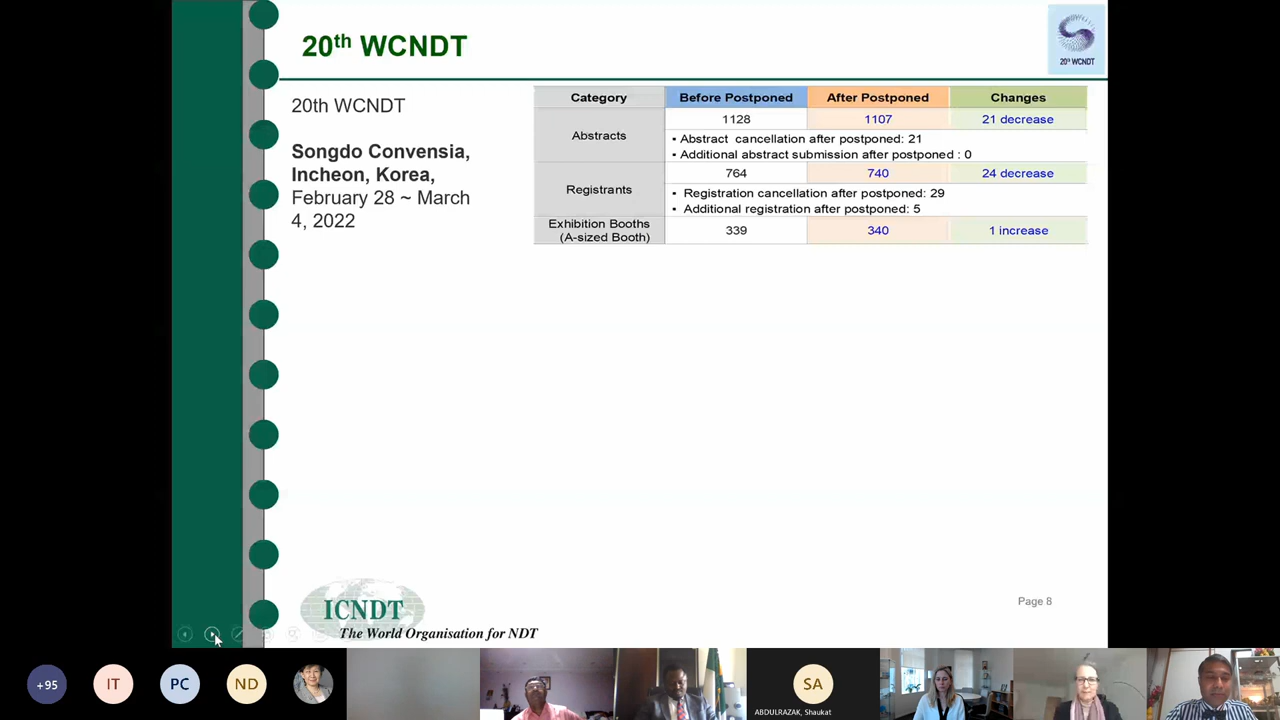 20th WCNDT
20th WCNDT
20th WCNDT
Songdo Convensia,
Incheon, Korea,
February 28 ~ March
4, 2022
Category Before Postponed After Postponed Changes
Abstracts 1128 1107 21 decrease
• Abstract cancellation after postponed: 21
• Additional abstract submission after postponed : 0
Registrants 764 740 24 decrease
• Registration cancellation after postponed: 29
• Additional registration after postponed: 5
Exhibition Booths
(A-sized Booth) 339 340 1 increase
Page 8
ICNDT
The World Organisation for NDT
+95 IT PC ND SA
ABDULRAZAK, Shaukat